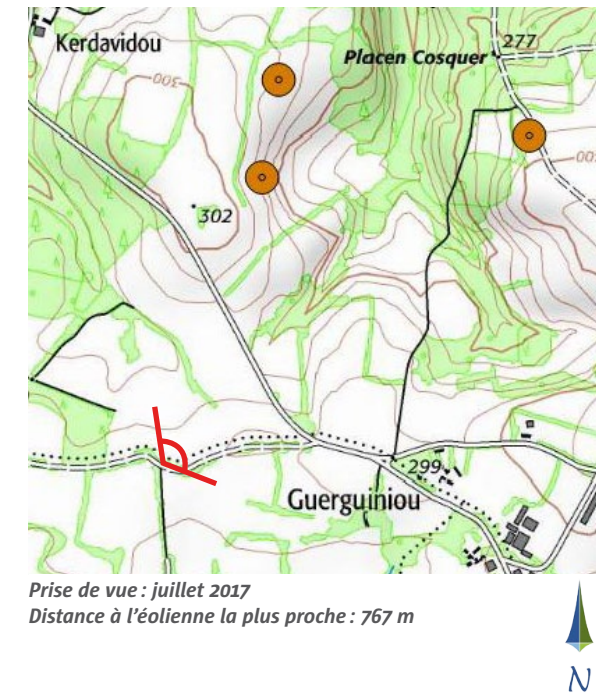 Kerdavidou
277
Placen Cosquer
300
300
302
299
Guerguiniou
Prise de vue : juillet 2017
Distance à l'éolienne la plus proche : 767 m
N